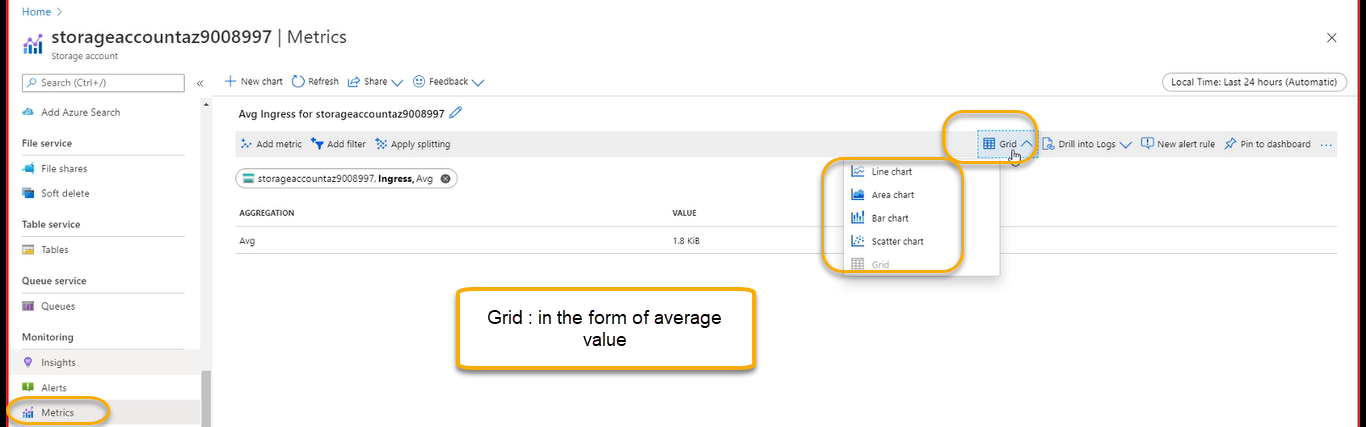 Home >
storageaccountaz9008997 | Metrics
Storage account
Search (Ctrl+/)
«
New chart Refresh Share Feedback
Local Time: Last 24 hours (Automatic)
Add Azure Search
File service
File shares
Soft delete
Table service
Tables
Queue service
Queues
Monitoring
Insights
Alerts
Metrics
Avg Ingress for storageaccountaz9008997
Add metric Add filter Apply splitting
Grid Drill into Logs New alert rule Pin to dashboard ...
storageaccountaz9008997, Ingress, Avg
Line chart
Area chart
Bar chart
Scatter chart
Grid
AGGREGATION VALUE
Avg 1.8 KiB
Grid : in the form of average
value